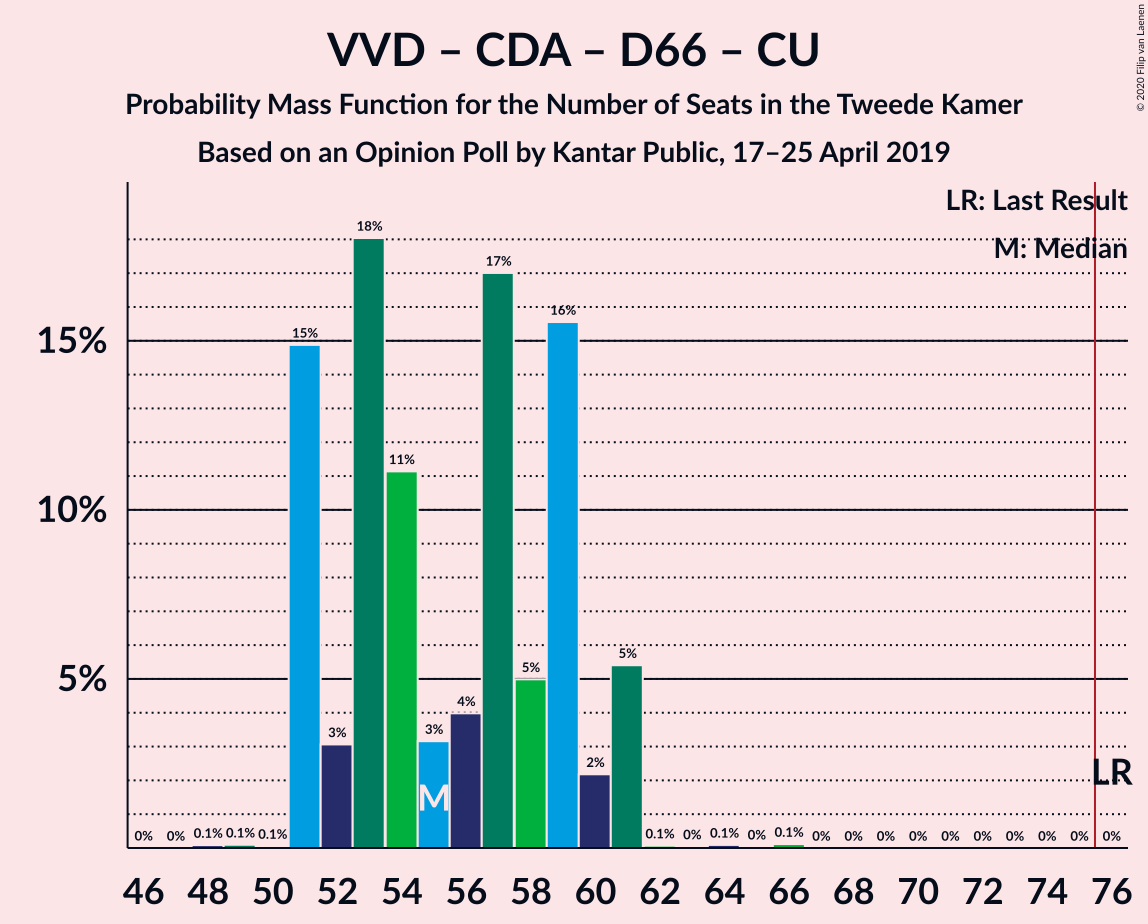 VVD – CDA – D66 – CU
Probability Mass Function for the Number of Seats in the Tweede Kamer
Based on an Opinion Poll by Kantar Public, 17–25 April 2019
© 2020 Filip van Laenen
LR: Last Result
M: Median
15%
10%
5%
0% 0% 0.1% 0.1% 0.1% 15% 3% 18% 11% 3% 4% 17% 5% 16% 2% 5% 0.1% 0% 0.1% 0% 0.1% 0% 0% 0% 0% 0% 0% 0% 0% 0% 0%
M
LR
46 48 50 52 54 56 58 60 62 64 66 68 70 72 74 76